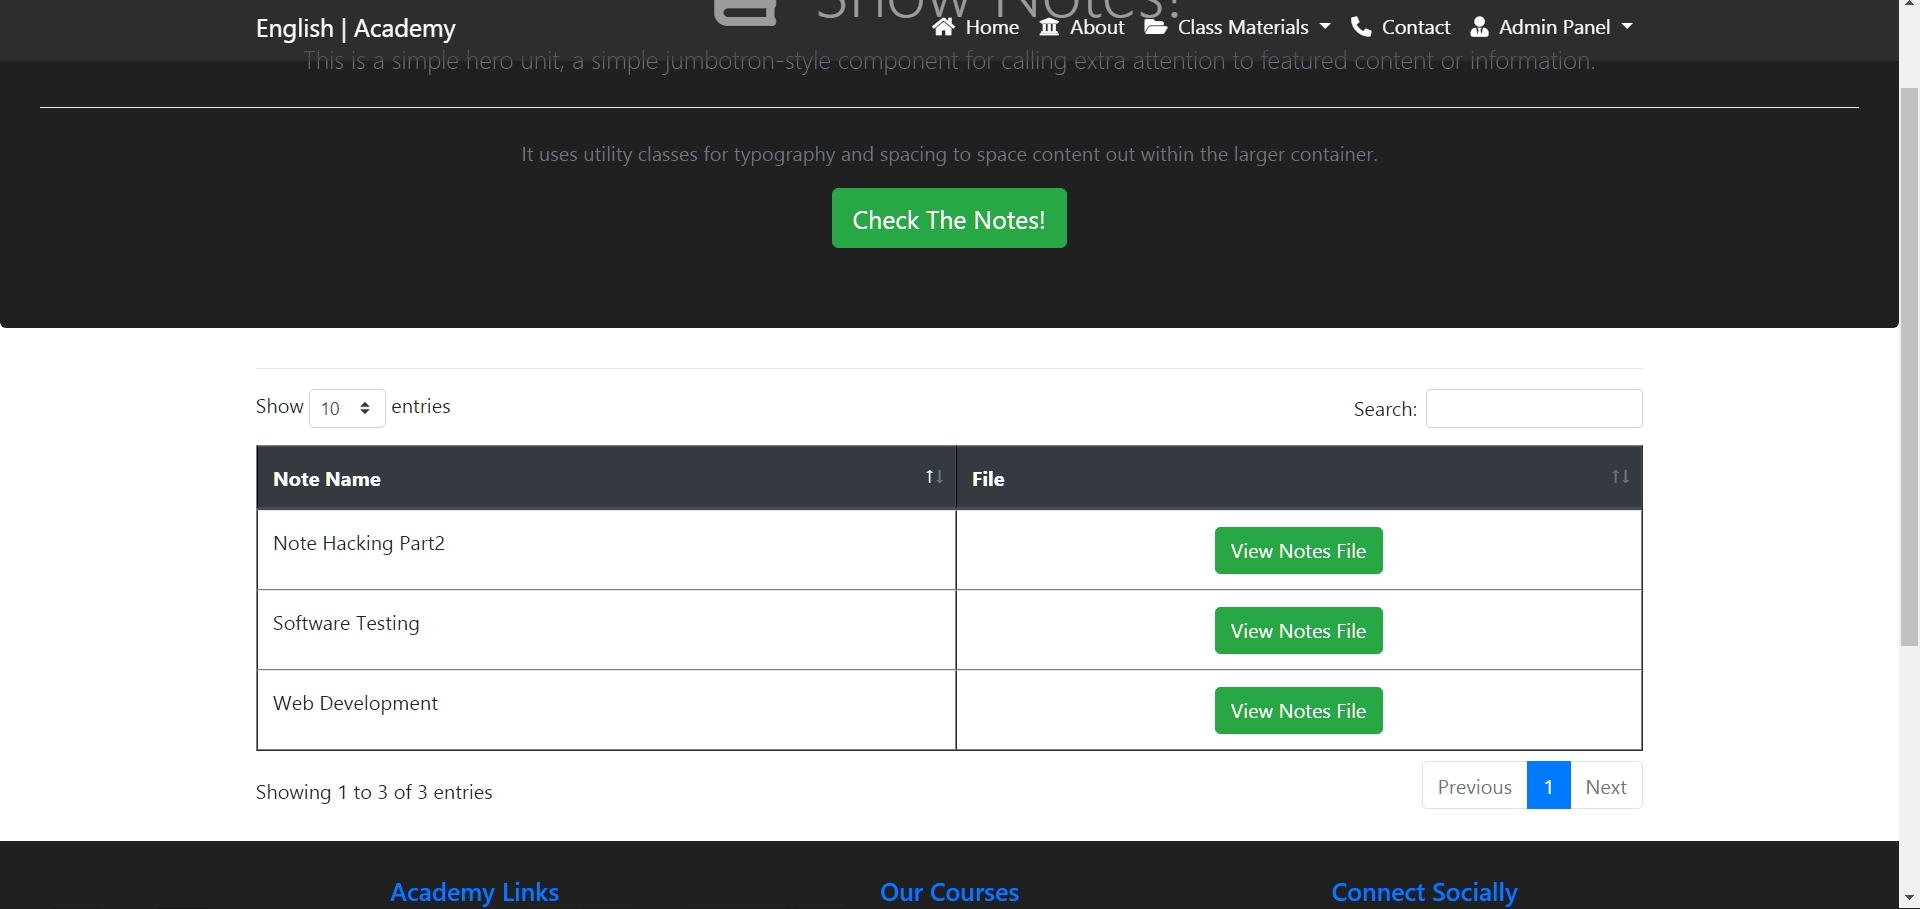 Show Notes!
English | Academy
Home
About
Class Materials
Contact
Admin Panel
This is a simple hero unit, a simple jumbotron-style component for calling extra attention to featured content or information.
It uses utility classes for typography and spacing to space content out within the larger container.
Check The Notes!
Show 10 entries
Search:
Note Name
File
Note Hacking Part2
View Notes File
Software Testing
View Notes File
Web Development
View Notes File
Showing 1 to 3 of 3 entries
Previous 1 Next
Academy Links
Our Courses
Connect Socially